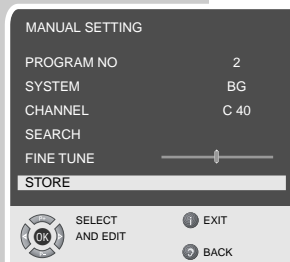 MANUAL SETTING
PROGRAM NO 2
SYSTEM BG
CHANNEL C 40
SEARCH
FINE TUNE
STORE
SELECT
AND EDIT
OK
i EXIT
BACK